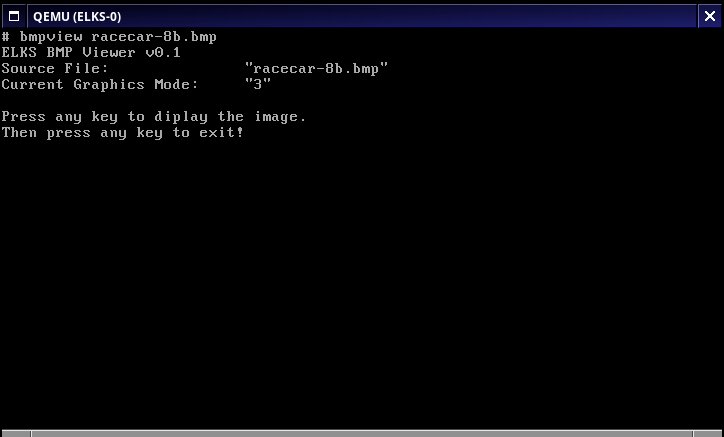 QEMU (ELKS-0)
# bmpview racecar-8b.bmp
ELKS BMP Viewer v0.1
Source File: "racecar-8b.bmp"
Current Graphics Mode: "3"
Press any key to diplay the image.
Then press any key to exit!